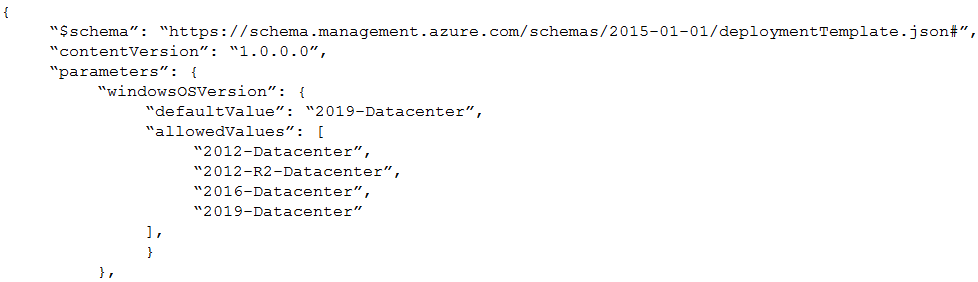 {
“$schema”: “https://schema.management.azure.com/schemas/2015-01-01/deploymentTemplate.json#”,
“contentVersion”: “1.0.0.0”,
“parameters”: {
“windowsOSVersion”: {
“defaultValue”: “2019-Datacenter”,
“allowedValues”: [
“2012-Datacenter”,
“2012-R2-Datacenter”,
“2016-Datacenter”,
“2019-Datacenter”
],
}
},